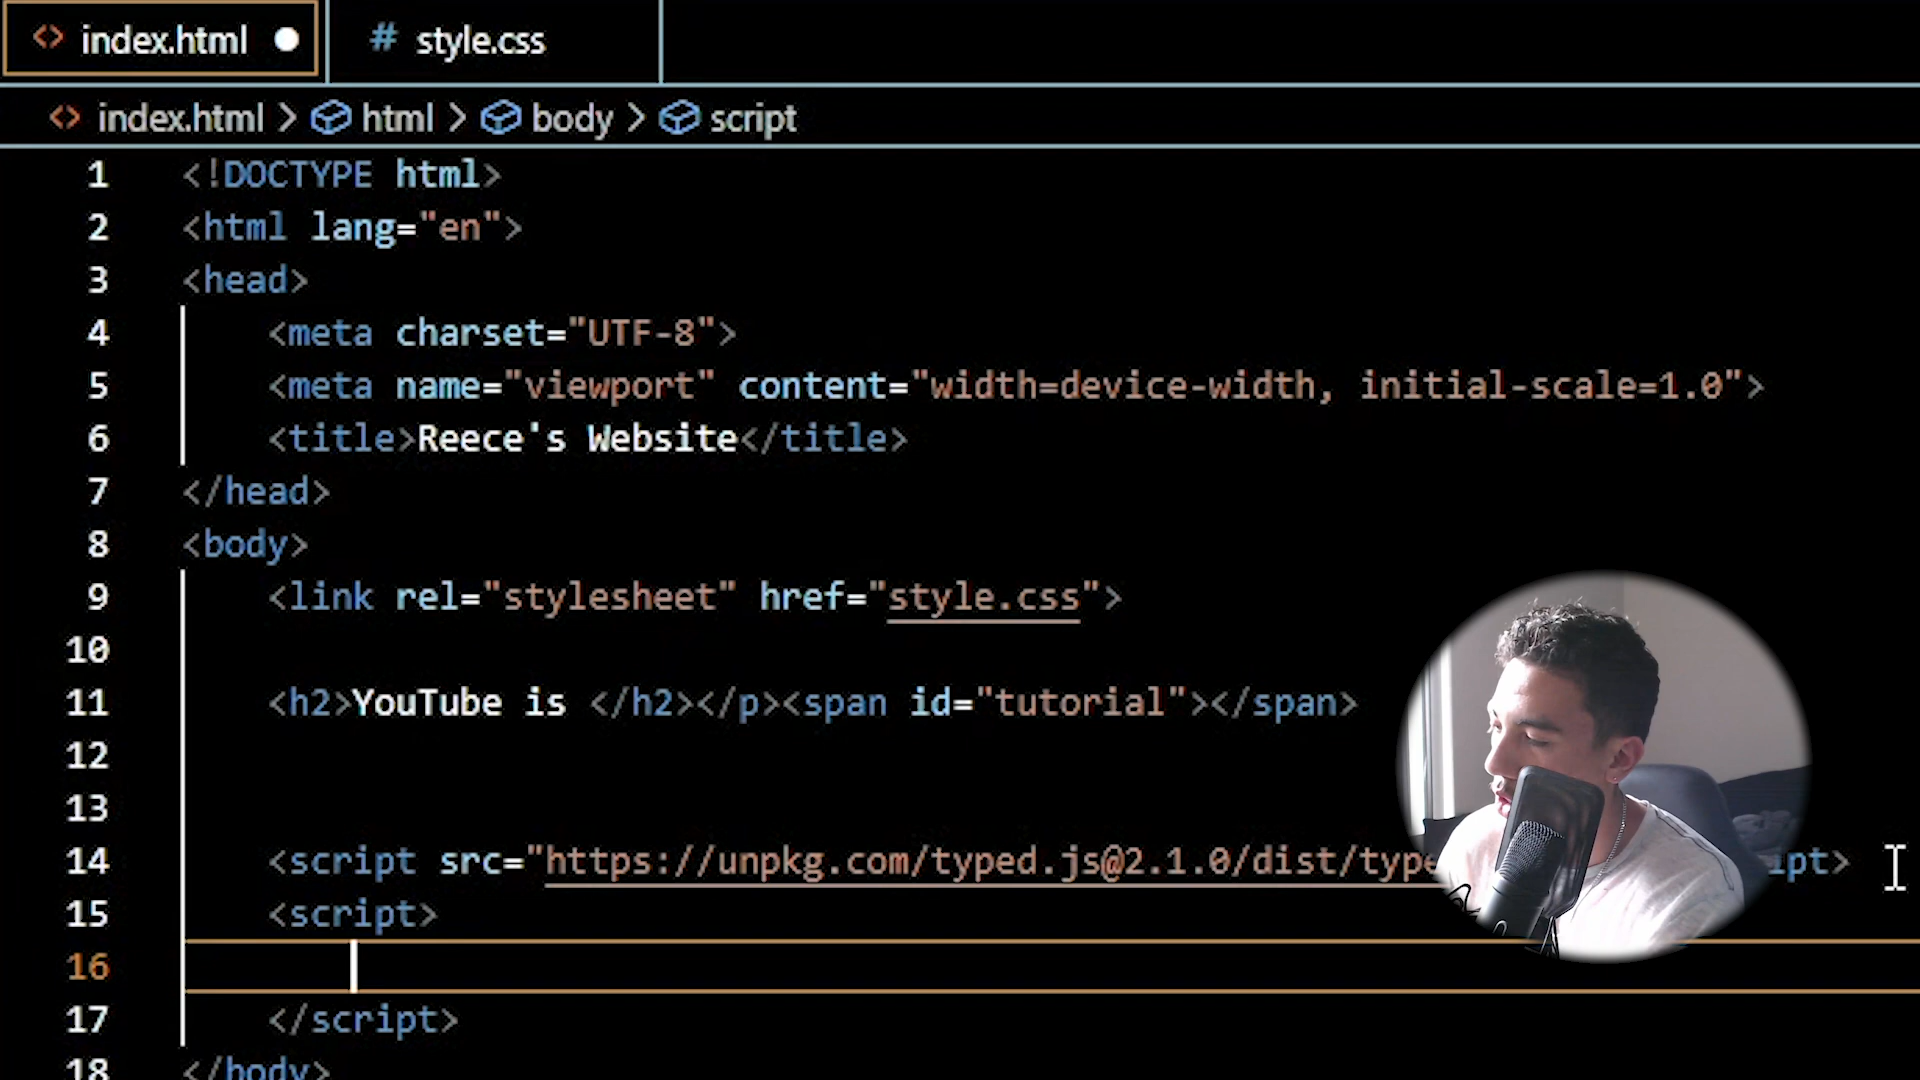 index.html
style.css
index.html > html > body > script
1 <!DOCTYPE html>
2 <html lang="en">
3 <head>
4 <meta charset="UTF-8">
5 <meta name="viewport" content="width=device-width, initial-scale=1.0">
6 <title>Reece's Website</title>
7 </head>
8 <body>
9 <link rel="stylesheet" href="style.css">
10
11 <h2>YouTube is </h2></p><span id="tutorial"></span>
12
13
14 <script src="https://unpkg.com/typed.js@2.1.0/dist/type ipt>
15 <script>
16
17 </script>
18 </body>